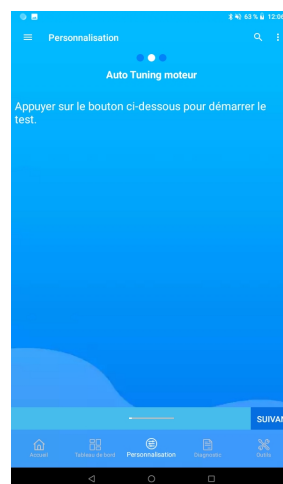 63 % 12:06
Personnalisation
Auto Tuning moteur
Appuyer sur le bouton ci-dessous pour démarrer le
test.
SUIVAN
Accueil
Tableau de bord
Personnalisation
Diagnostic
Outils